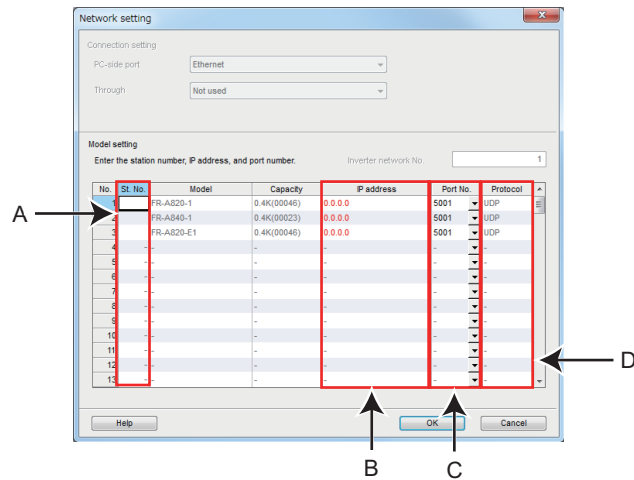 Network setting
Connection setting
PC-side port Ethernet
Through Not used
Model setting
Enter the station number, IP address, and port number. Inverter network No. 1
No. St. No. Model Capacity IP address Port No. Protocol
1 FR-A820-1 0.4K(00046) 0.0.0.0 5001 UDP
2 FR-A840-1 0.4K(00023) 0.0.0.0 5001 UDP
3 FR-A820-E1 0.4K(00046) 0.0.0.0 5001 UDP
4 - - - - - -
5 - - - - - -
6 - - - - - -
7 - - - - - -
8 - - - - - -
9 - - - - - -
10 - - - - - -
11 - - - - - -
12 - - - - - -
13 - - - - - -
Help OK Cancel
A
D
B
C